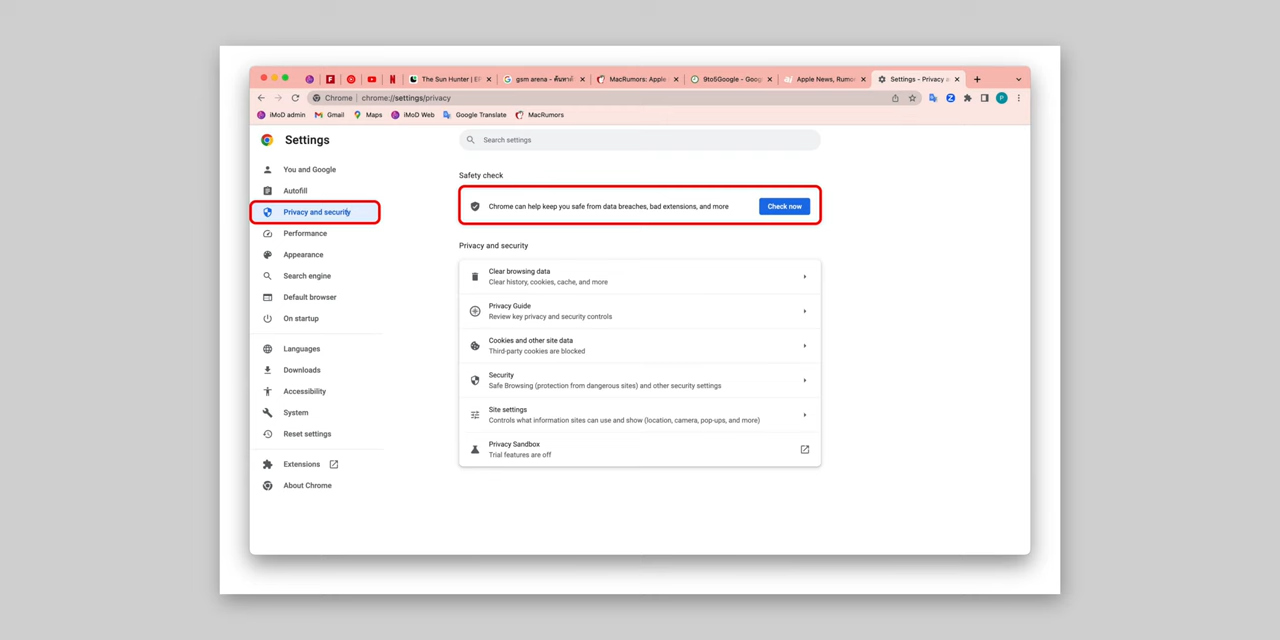 The Sun Hunter | EP
gsm arena - ค้นหาด้
MacRumors: Apple
9to5Google - Goog
Apple News, Rumo
Settings - Privacy a
Chrome | chrome://settings/privacy
iMoD admin
Gmail
Maps
iMoD Web
Google Translate
MacRumors
Settings
Search settings
You and Google
Autofill
Privacy and security
Performance
Appearance
Search engine
Default browser
On startup
Languages
Downloads
Accessibility
System
Reset settings
Extensions
About Chrome
Safety check
Chrome can help keep you safe from data breaches, bad extensions, and more
Check now
Privacy and security
Clear browsing data
Clear history, cookies, cache, and more
Privacy Guide
Review key privacy and security controls
Cookies and other site data
Third-party cookies are blocked
Security
Safe Browsing (protection from dangerous sites) and other security settings
Site settings
Controls what information sites can use and show (location, camera, pop-ups, and more)
Privacy Sandbox
Trial features are off